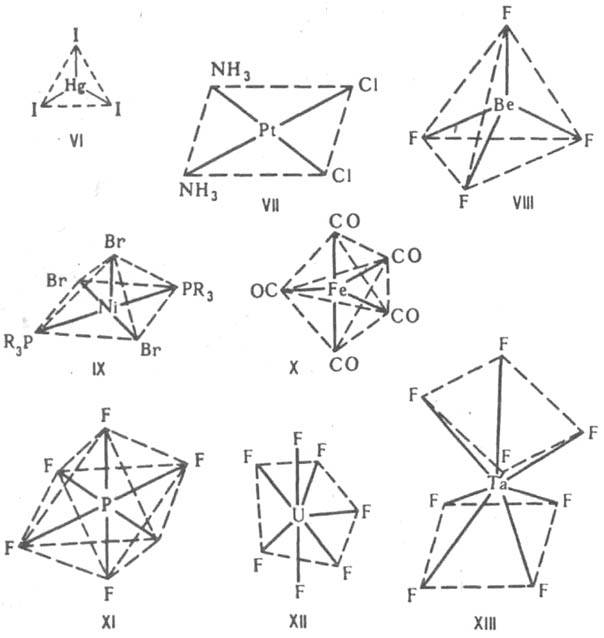 I
Hg
I I
VI
NH₃ Cl
Pt
NH₃ Cl
VII
F
Be
F F
F
VIII
Br
Br PR₃
Ni
R₃P Br
IX
CO
CO
OC Fe
CO
CO
X
F
F F
P
F
F
XI
F
F F
U F
F F
F
XII
F
F
F
F
Ta
F F
F F
XIII